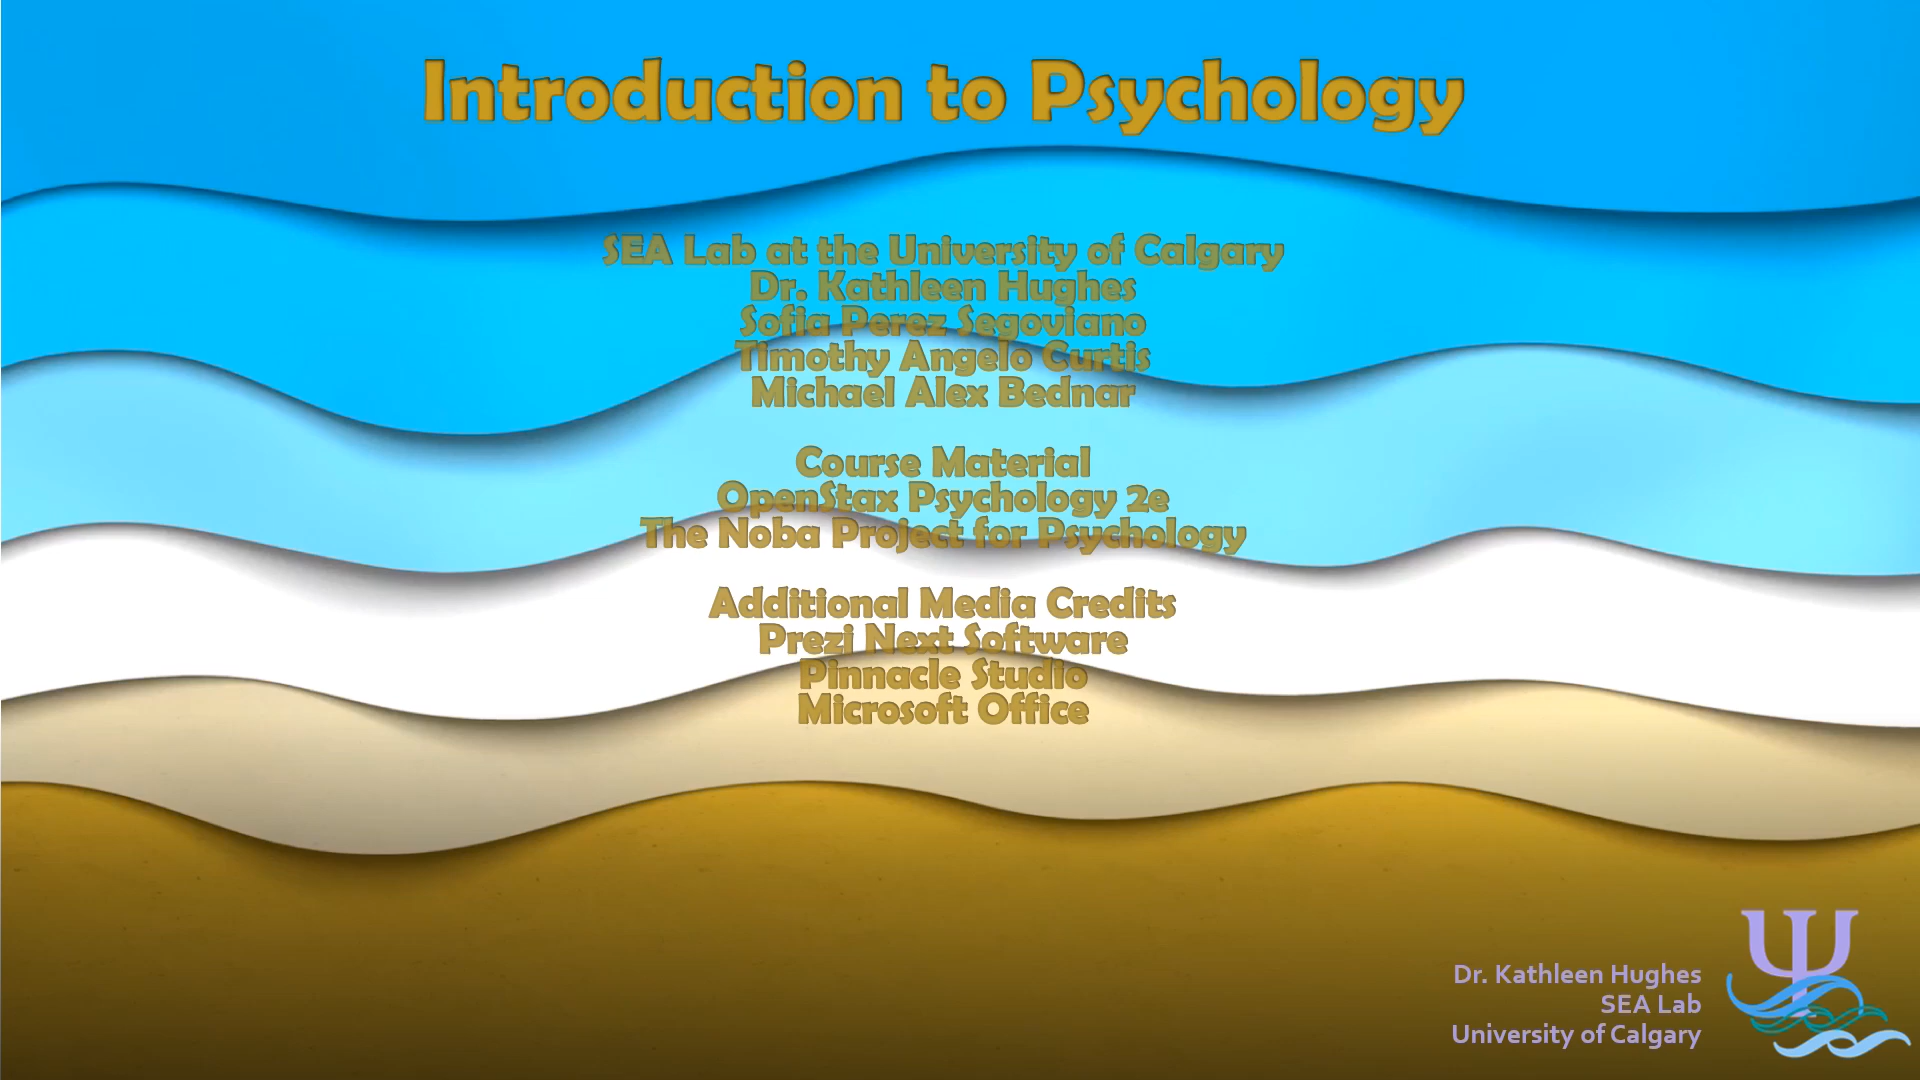 Introduction to Psychology
SEA Lab at the University of Calgary
Dr. Kathleen Hughes
Sofia Perez Segoviano
Timothy Angelo Curtis
Michael Alex Bednar
Course Material
OpenStax Psychology 2e
The Noba Project for Psychology
Additional Media Credits
Prezi Next Software
Pinnacle Studio
Microsoft Office
Dr. Kathleen Hughes
SEA Lab
University of Calgary